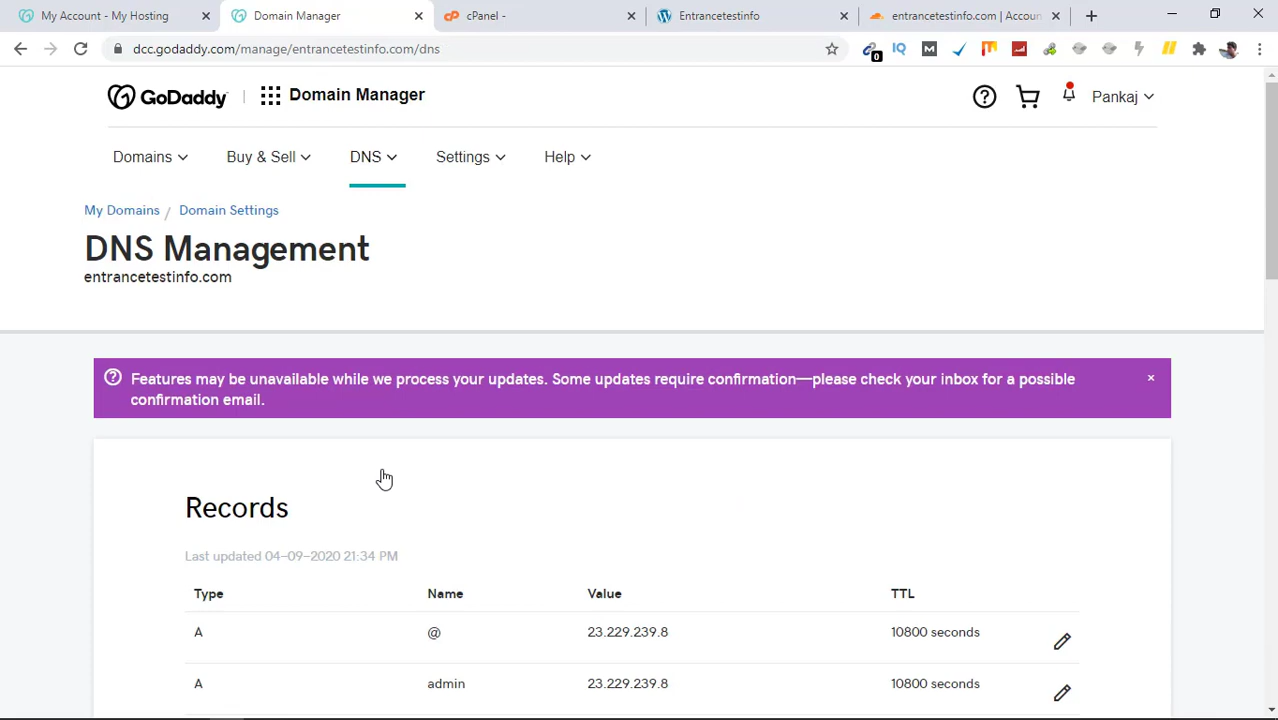 My Account - My Hosting
Domain Manager
cPanel -
Entrancetestinfo
entrancetestinfo.com | Accoun
dcc.godaddy.com/manage/entrancetestinfo.com/dns
0
IQ
M
GoDaddy
Domain Manager
Pankaj
Domains
Buy & Sell
DNS
Settings
Help
My Domains / Domain Settings
DNS Management
entrancetestinfo.com
Features may be unavailable while we process your updates. Some updates require confirmation—please check your inbox for a possible
confirmation email.
Records
Last updated 04-09-2020 21:34 PM
Type Name Value TTL
A @ 23.229.239.8 10800 seconds
A admin 23.229.239.8 10800 seconds